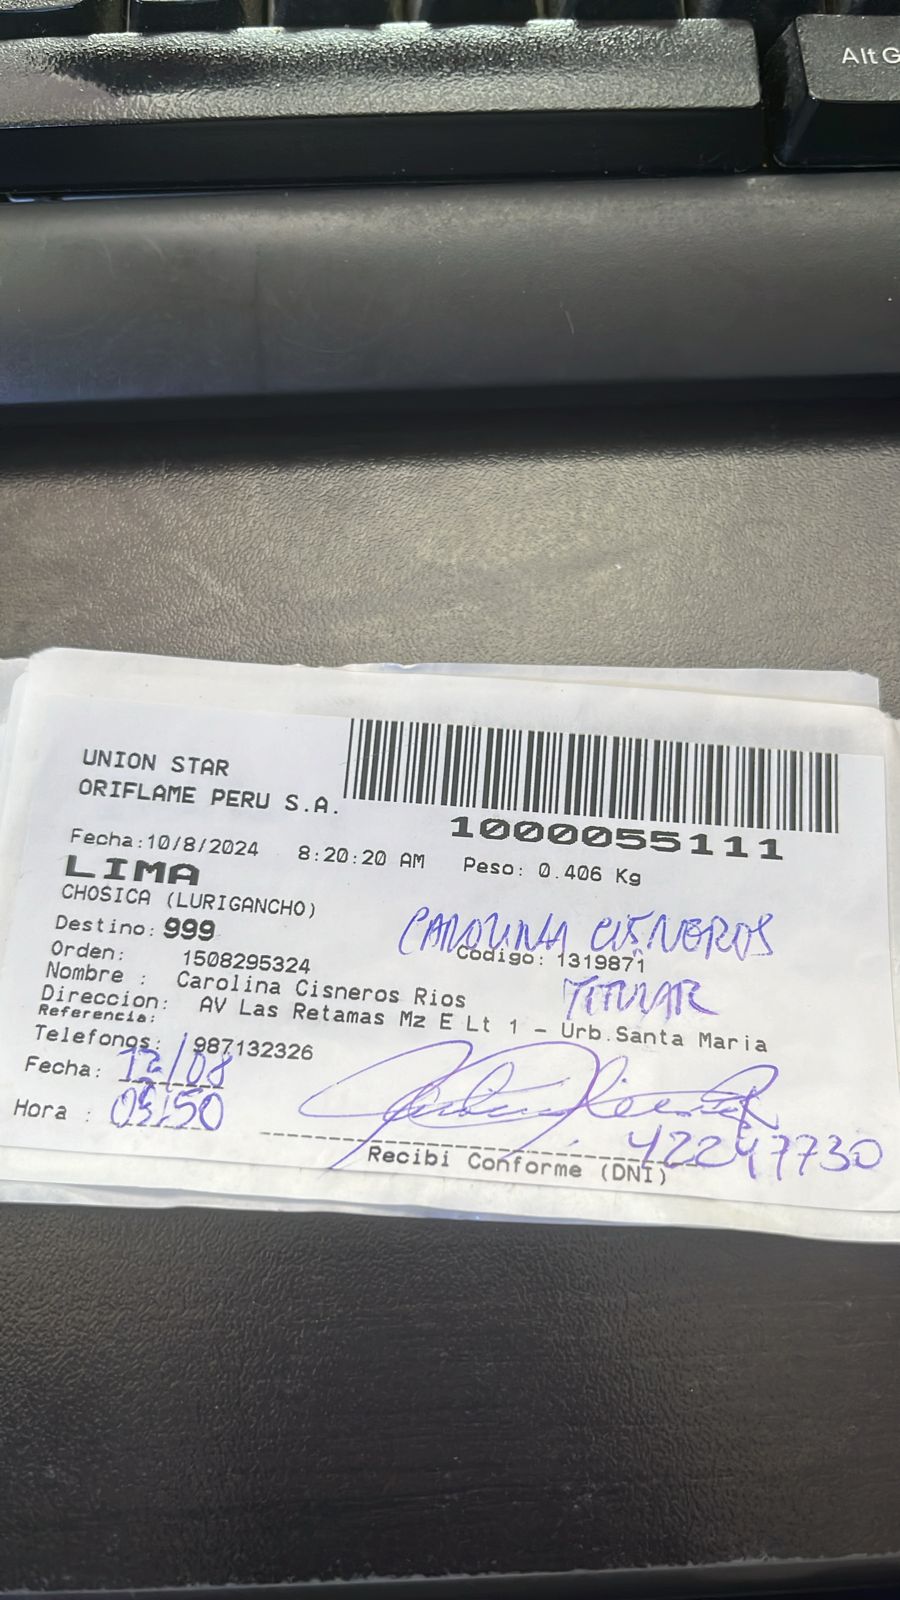 Alt G
UNION STAR
ORIFLAME PERU S.A.
1000055111
Fecha:10/8/2024 8:20:20 AM Peso: 0.406 Kg
LIMA
CHOSICA (LURIGANCHO)
Destino: 999
CAROLINA CISNEROS
Orden: 1508295324 Codigo: 1319871
Nombre : Carolina Cisneros Rios
TITULAR
Direccion: AV Las Retamas Mz E Lt 1 - Urb.Santa Maria
Referencia:
Telefonos: 987132326
Fecha: 12/08
Hora : 09:50
42247730
Recibi Conforme (DNI)